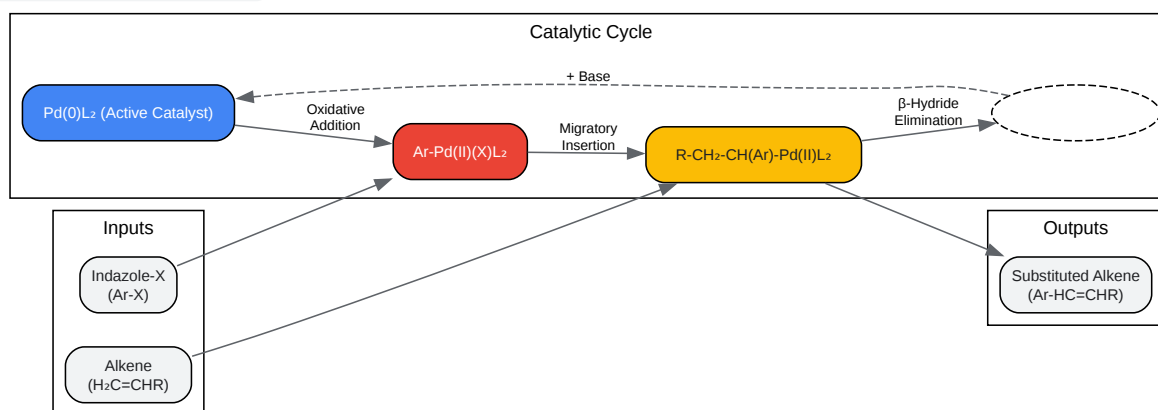 Catalytic Cycle
+ Base
Pd(0)L₂ (Active Catalyst)
Oxidative
Addition
Ar-Pd(II)(X)L₂
Migratory
Insertion
R-CH₂-CH(Ar)-Pd(II)L₂
β-Hydride
Elimination
Inputs
Indazole-X
(Ar-X)
Alkene
(H₂C=CHR)
Outputs
Substituted Alkene
(Ar-HC=CHR)